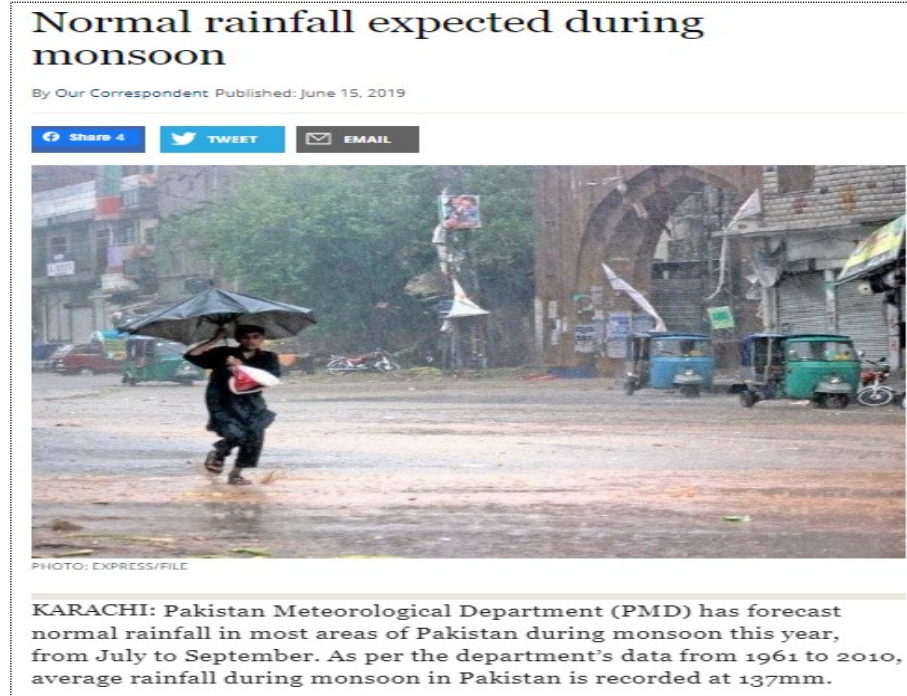 Normal rainfall expected during
monsoon
By Our Correspondent Published: June 15, 2019
Share 4
TWEET
EMAIL
PHOTO: EXPRESS/FILE
KARACHI: Pakistan Meteorological Department (PMD) has forecast
normal rainfall in most areas of Pakistan during monsoon this year,
from July to September. As per the department’s data from 1961 to 2010,
average rainfall during monsoon in Pakistan is recorded at 137mm.